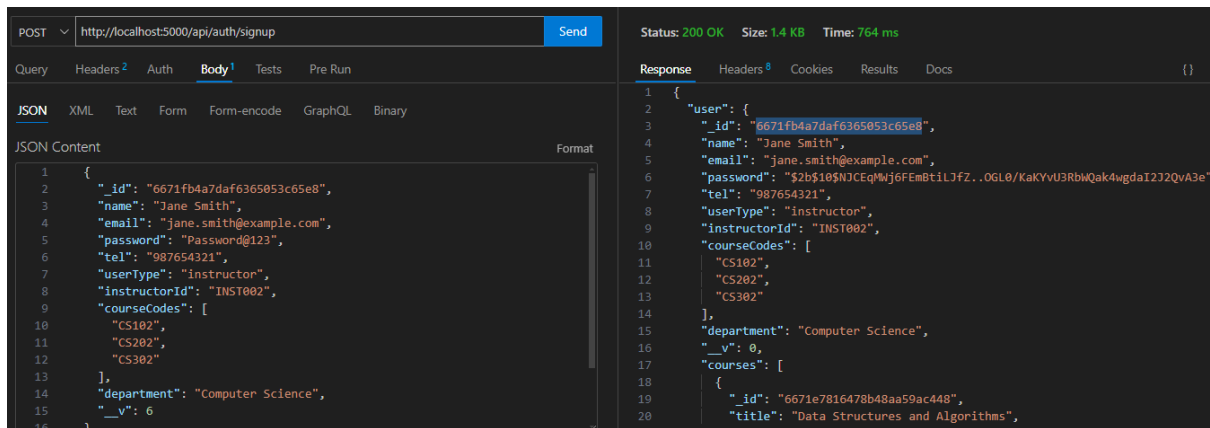 POST http://localhost:5000/api/auth/signup Send
Query Headers 2 Auth Body 1 Tests Pre Run
JSON XML Text Form Form-encode GraphQL Binary
JSON Content Format
1 {
2 "_id": "6671fb4a7daf6365053c65e8",
3 "name": "Jane Smith",
4 "email": "jane.smith@example.com",
5 "password": "Password@123",
6 "tel": "987654321",
7 "userType": "instructor",
8 "instructorId": "INST002",
9 "courseCodes": [
10 "CS102",
11 "CS202",
12 "CS302"
13 ],
14 "department": "Computer Science",
15 "__v": 6
16 }
Status: 200 OK Size: 1.4 KB Time: 764 ms
Response Headers 8 Cookies Results Docs {}
1 {
2 "user": {
3 "_id": "6671fb4a7daf6365053c65e8",
4 "name": "Jane Smith",
5 "email": "jane.smith@example.com",
6 "password": "$2b$10$NJCEqMWj6FEmBtiLJfZ..OGL0/KaKYvU3RbWQak4wgdaI2J2QvA3e"
7 "tel": "987654321",
8 "userType": "instructor",
9 "instructorId": "INST002",
10 "courseCodes": [
11 "CS102",
12 "CS202",
13 "CS302"
14 ],
15 "department": "Computer Science",
16 "__v": 0,
17 "courses": [
18 {
19 "_id": "6671e7816478b48aa59ac448",
20 "title": "Data Structures and Algorithms",